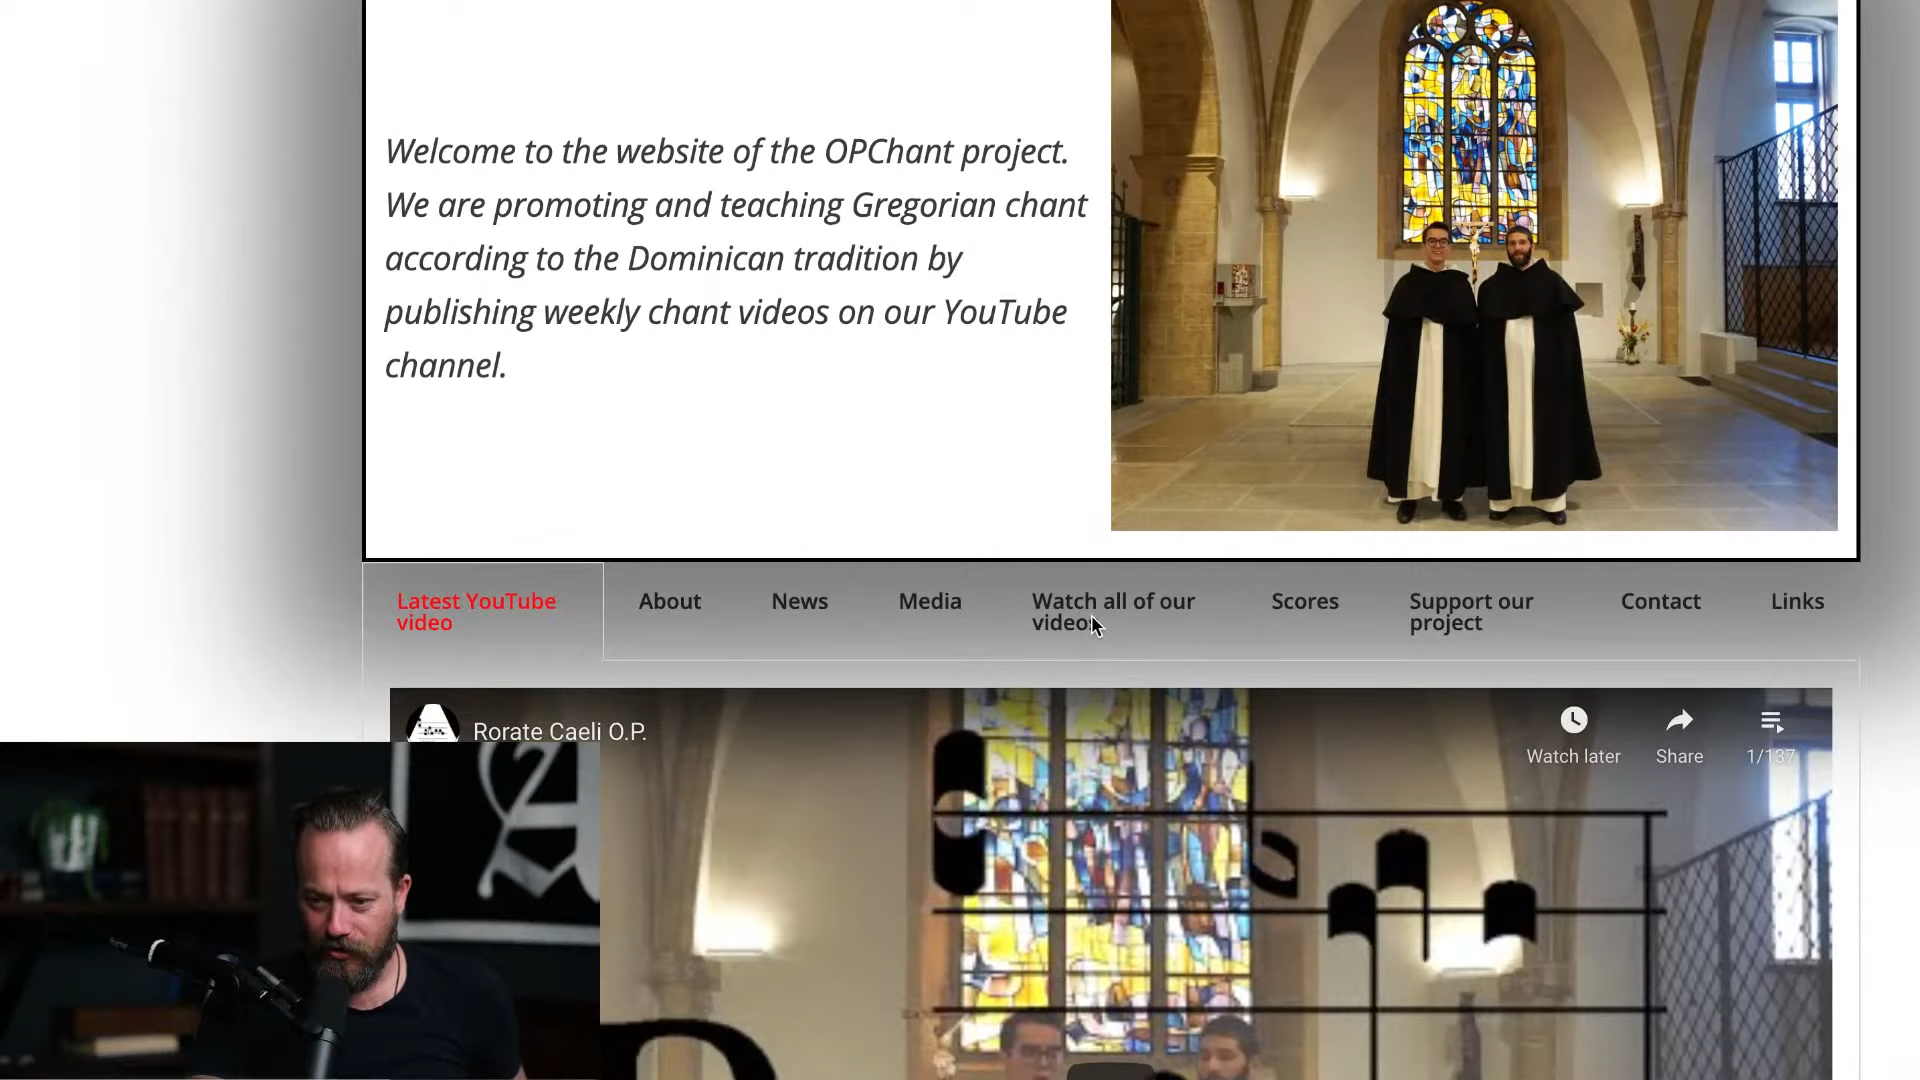 Welcome to the website of the OPChant project.
We are promoting and teaching Gregorian chant
according to the Dominican tradition by
publishing weekly chant videos on our YouTube
channel.
Latest YouTube
video
About
News
Media
Watch all of our
videos
Scores
Support our
project
Contact
Links
Rorate Caeli O.P.
Watch later
Share
1/137